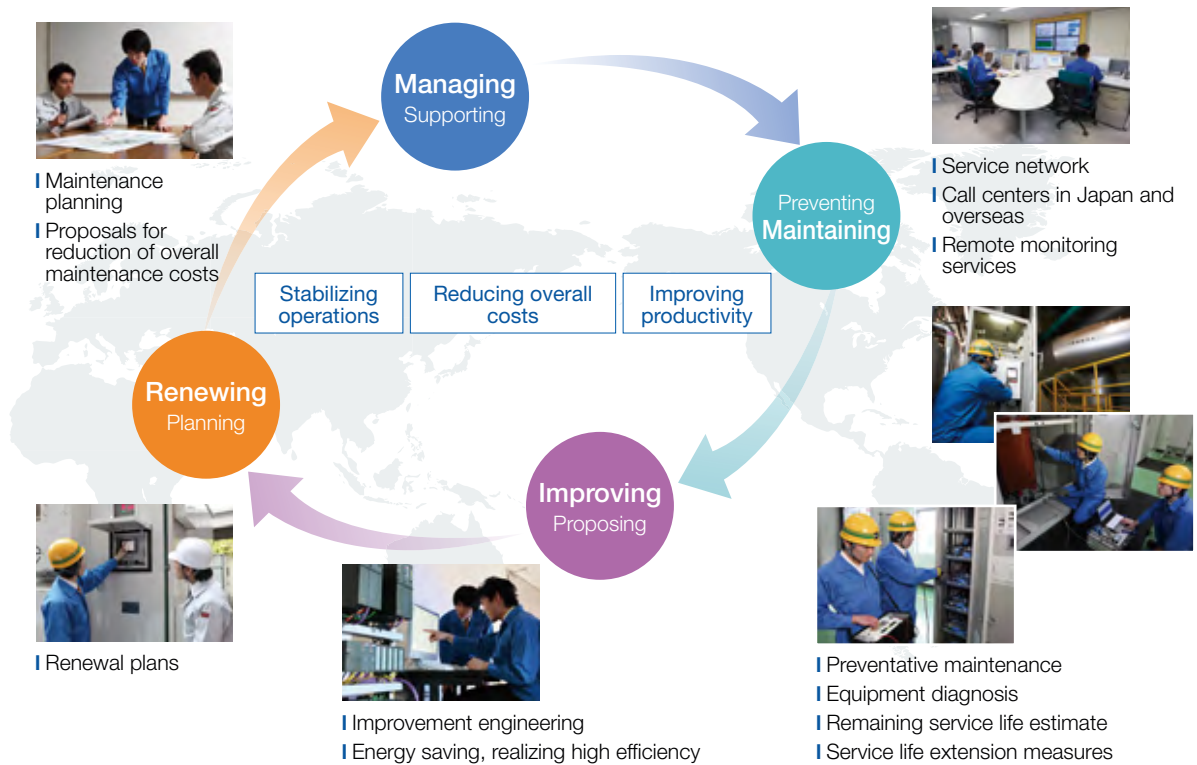 Managing
Supporting
Preventing
Maintaining
Service network
Call centers in Japan and
overseas
Remote monitoring
services
Maintenance
planning
Proposals for
reduction of overall
maintenance costs
Stabilizing
operations
Reducing overall
costs
Improving
productivity
Renewing
Planning
Improving
Proposing
Renewal plans
Improvement engineering
Energy saving, realizing high efficiency
Preventative maintenance
Equipment diagnosis
Remaining service life estimate
Service life extension measures